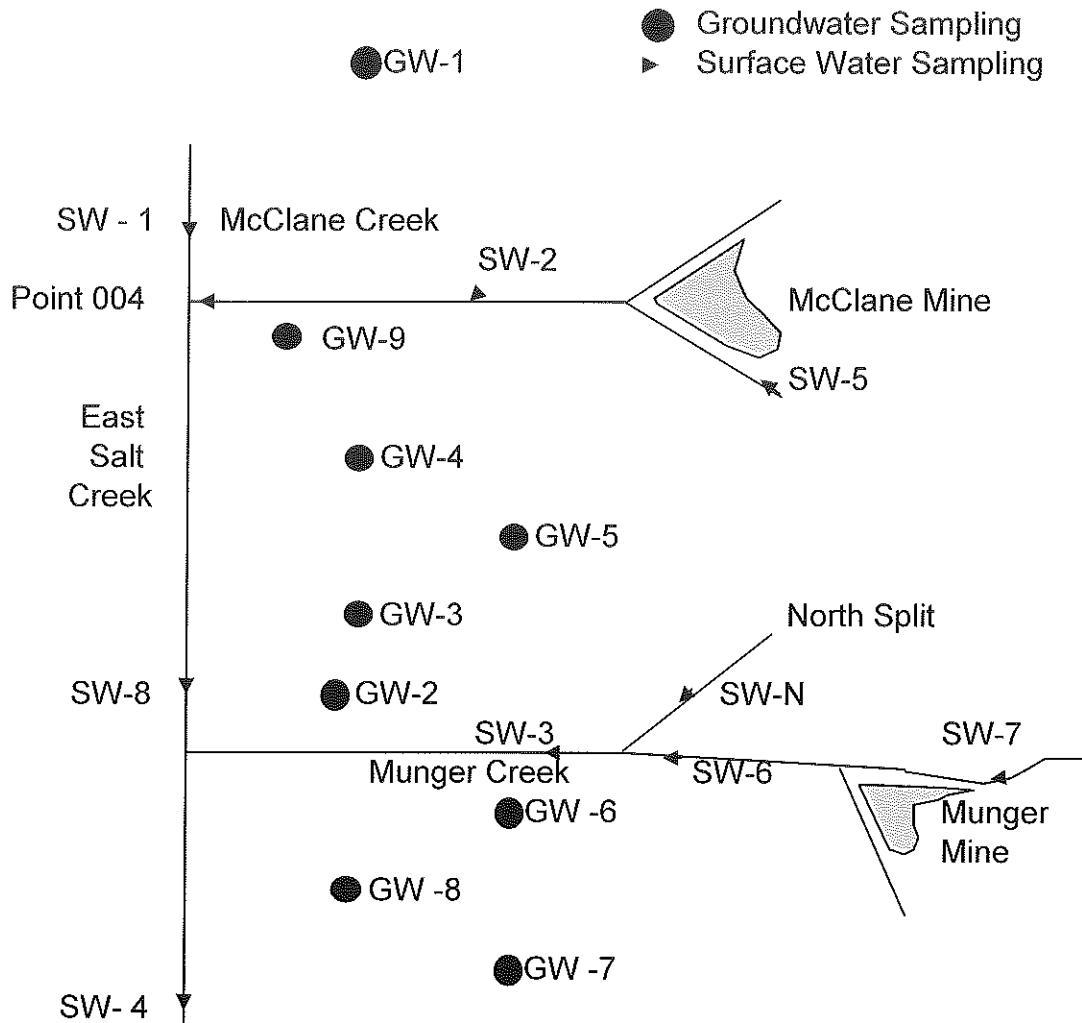 Groundwater Sampling
GW-1
Surface Water Sampling
SW - 1
McClane Creek
SW-2
Point 004
McClane Mine
GW-9
SW-5
East
Salt
Creek
GW-4
GW-5
GW-3
North Split
SW-8
GW-2
SW-N
SW-3
SW-7
Munger Creek
SW-6
GW -6
Munger
Mine
GW -8
GW -7
SW- 4